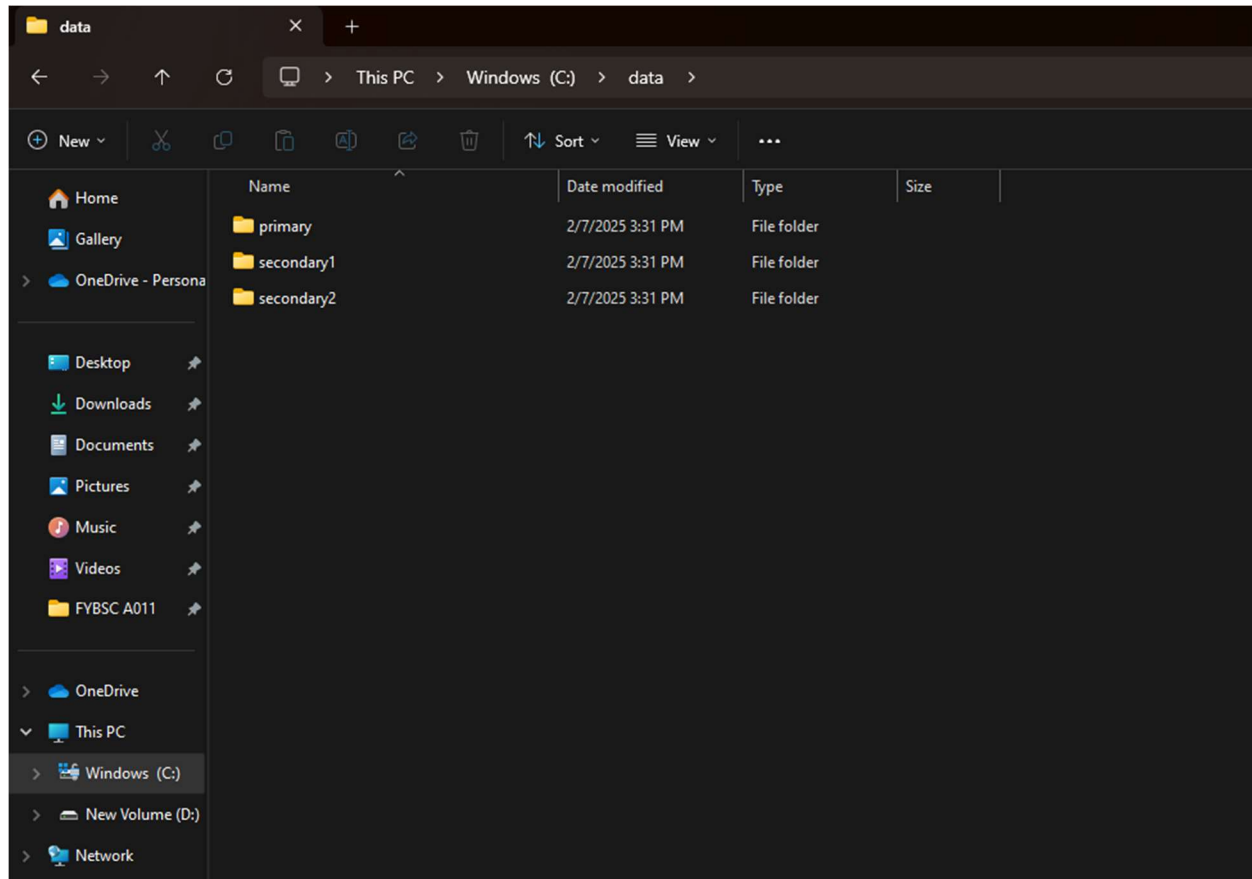 data
This PC > Windows (C:) > data >
New Sort View
Name Date modified Type Size
primary 2/7/2025 3:31 PM File folder
secondary1 2/7/2025 3:31 PM File folder
secondary2 2/7/2025 3:31 PM File folder
Home
Gallery
OneDrive - Persona
Desktop
Downloads
Documents
Pictures
Music
Videos
FYBSC A011
OneDrive
This PC
Windows (C:)
New Volume (D:)
Network